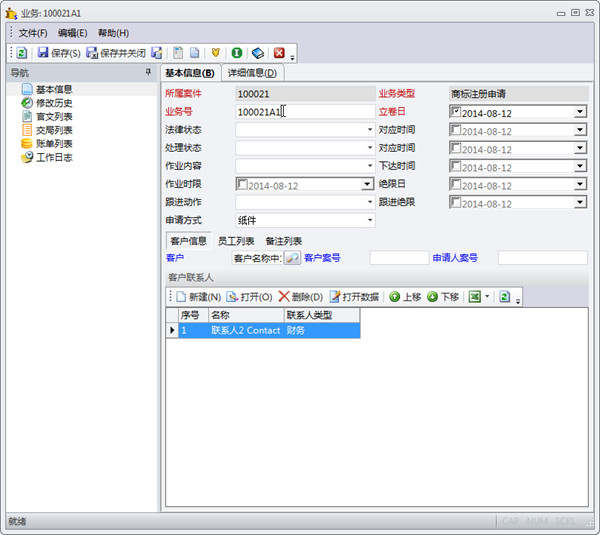 业务: 100021A1
文件(F) 编辑(E) 帮助(H)
保存(S) 保存并关闭
导航
基本信息
修改历史
官文列表
交局列表
账单列表
工作日志
基本信息(B) 详细信息(D)
所属案件 100021 业务类型 商标注册申请
业务号 100021A1 立卷日 2014-08-12
法律状态 对应时间 2014-08-12
处理状态 对应时间 2014-08-12
作业内容 下达时间 2014-08-12
作业时限 2014-08-12 绝限日 2014-08-12
跟进动作 跟进绝限 2014-08-12
申请方式 纸件
客户信息 员工列表 备注列表
客户 客户名称中: 客户案号 申请人案号
客户联系人
新建(N) 打开(O) 删除(D) 打开数据 上移 下移
序号 名称 联系人类型
1 联系人2 Contact 财务
就绪 CAP NUM SCRL